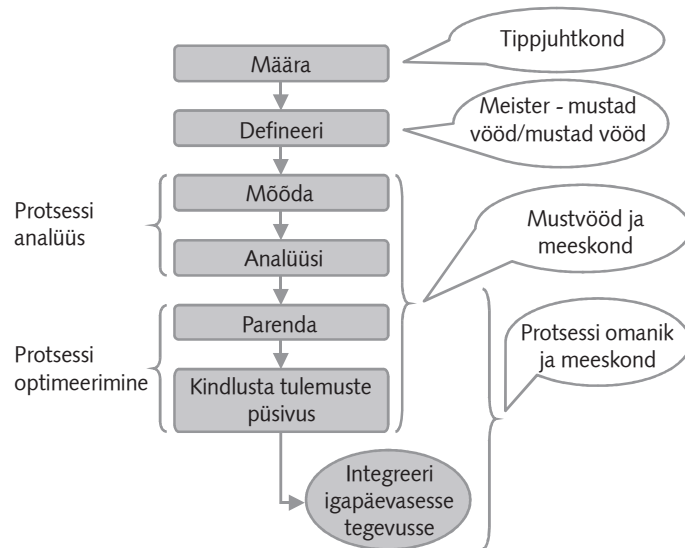 Määra
Tippjuhtkond
Defineeri
Meister - mustad
vööd/mustad vööd
Protsessi
analüüs
Mõõda
Analüüsi
Mustvööd ja
meeskond
Protsessi
optimeerimine
Parenda
Kindlusta tulemuste
püsivus
Protsessi omanik
ja meeskond
Integreeri
igapäevasesse
tegevusse